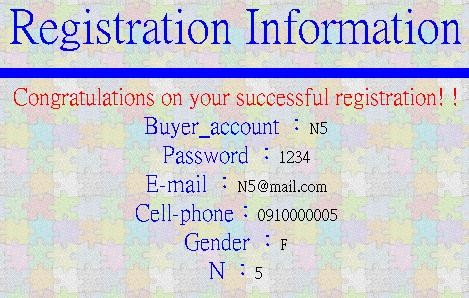 Registration Information
Congratulations on your successful registration! !
Buyer_account : N5
Password : 1234
E-mail : N5@mail.com
Cell-phone : 0910000005
Gender : F
N : 5